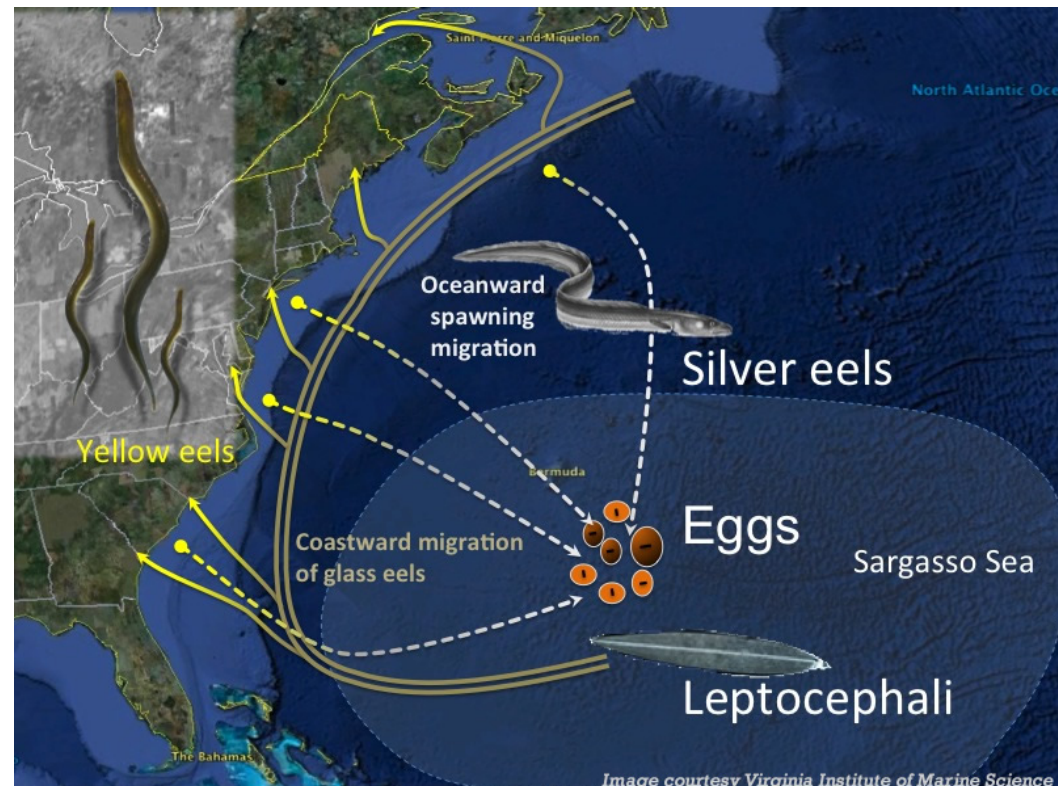 Saint Pierre and Miquelon
North Atlantic Oce
Oceanward
spawning
migration
Silver eels
Yellow eels
Bermuda
Eggs
Coastward migration
of glass eels
Sargasso Sea
Leptocephali
The Bahamas
Image courtesy Virginia Institute of Marine Science